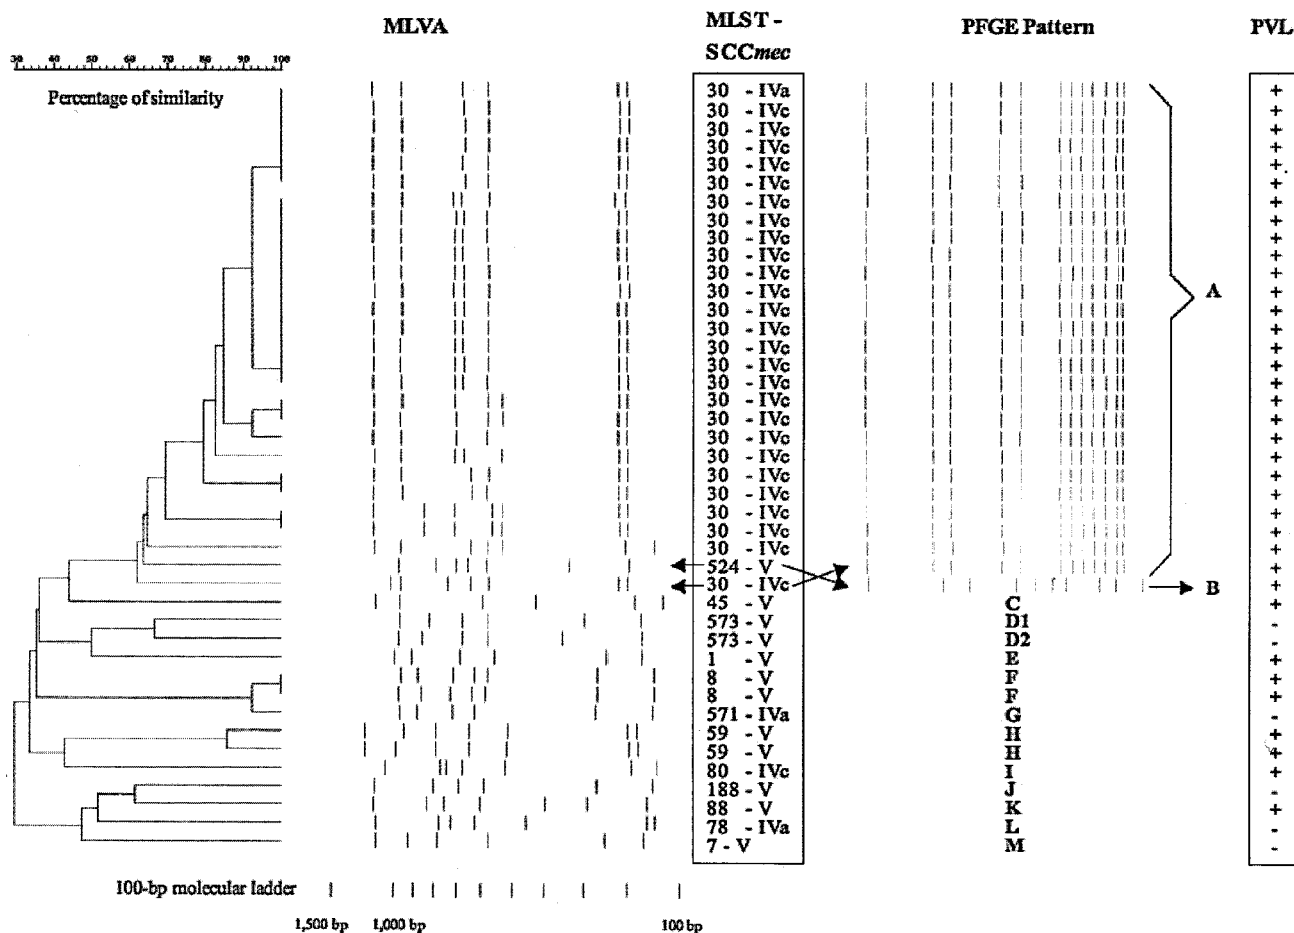 MLVA MLST - PFGE Pattern PVL
SCCmec
30 40 50 60 70 80 90 100
Percentage of similarity
30 - IVa +
30 - IVc +
30 - IVc +
30 - IVc +
30 - IVc +
30 - IVc +
30 - IVc +
30 - IVc +
30 - IVc +
30 - IVc +
30 - IVc +
30 - IVc A +
30 - IVc +
30 - IVc +
30 - IVc +
30 - IVc +
30 - IVc +
30 - IVc +
30 - IVc +
30 - IVc +
30 - IVc +
30 - IVc +
30 - IVc +
30 - IVc +
30 - IVc +
30 - IVc +
524 - V +
30 - IVc B +
45 - V C +
573 - V D1 -
573 - V D2 -
1 - V E +
8 - V F +
8 - V F +
571 - IVa G -
59 - V H +
59 - V H +
80 - IVc I +
188 - V J -
88 - V K +
78 - IVa L -
7 - V M -
100-bp molecular ladder
1,500 bp 1,000 bp 100 bp